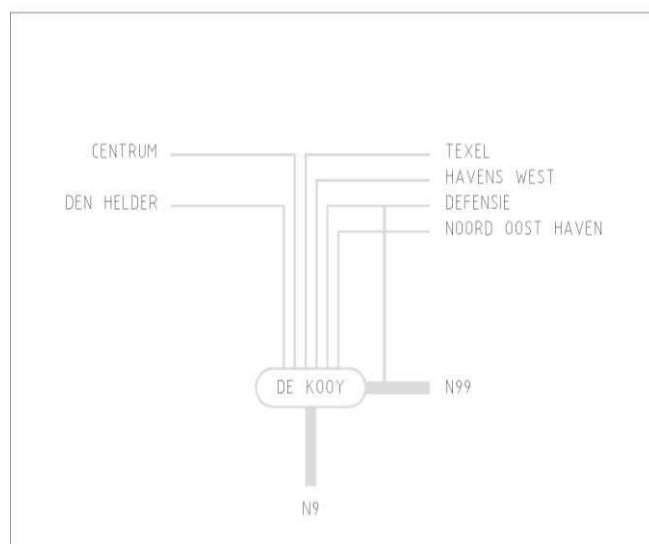 CENTRUM
TEXEL
HAVENS WEST
DEN HELDER
DEFENSIE
NOORD OOST HAVEN
DE KOOY
N99
N9